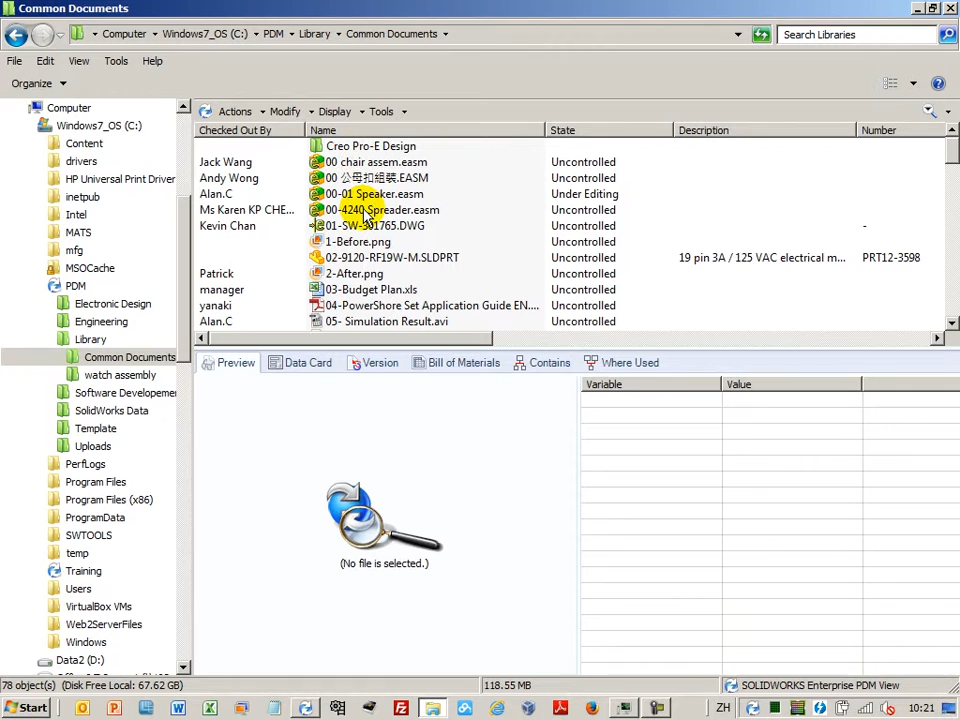 Common Documents
Computer Windows7_OS (C:) PDM Library Common Documents
Search Libraries
File Edit View Tools Help
Organize
Computer
Windows7_OS (C:)
Content
drivers
HP Universal Print Driver
inetpub
Intel
MATS
mfg
MSOCache
PDM
Electronic Design
Engineering
Library
Common Documents
watch assembly
Software Developeme
SolidWorks Data
Template
Uploads
PerfLogs
Program Files
Program Files (x86)
ProgramData
SWTOOLS
temp
Training
Users
VirtualBox VMs
Web2ServerFiles
Windows
Data2 (D:)
Actions Modify Display Tools
Checked Out By Name State Description Number
Creo Pro-E Design
Jack Wang 00 chair assem.easm Uncontrolled
Andy Wong 00 公母扣組裝.EASM Uncontrolled
Alan.C 00-01 Speaker.easm Under Editing
Ms Karen KP CHE... 00-4240 Spreader.easm Uncontrolled
Kevin Chan 01-SW-301765.DWG Uncontrolled -
1-Before.png Uncontrolled
02-9120-RF19W-M.SLDPRT Uncontrolled 19 pin 3A / 125 VAC electrical m... PRT12-3598
Patrick 2-After.png Uncontrolled
manager 03-Budget Plan.xls Uncontrolled
yanaki 04-PowerShore Set Application Guide EN.... Uncontrolled
Alan.C 05- Simulation Result.avi Uncontrolled
Preview Data Card Version Bill of Materials Contains Where Used
Variable Value
(No file is selected.)
78 object(s) (Disk Free Local: 67.62 GB) 118.55 MB SOLIDWORKS Enterprise PDM View
Start ZH 10:21